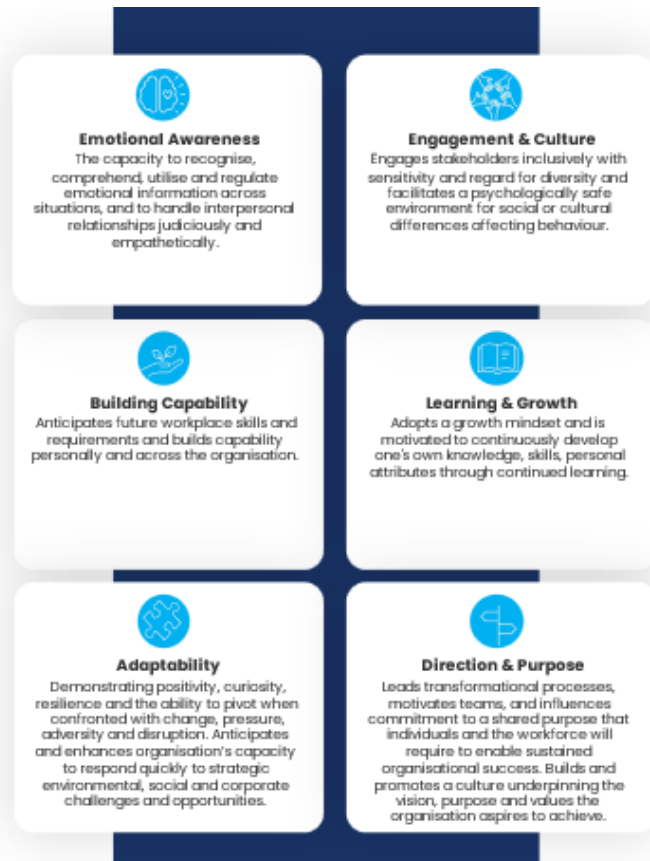 Emotional Awareness
The capacity to recognise,
comprehend, utilise and regulate
emotional information across
situations, and to handle interpersonal
relationships judiciously and
empathetically.
Engagement & Culture
Engages stakeholders inclusively with
sensitivity and regard for diversity and
facilitates a psychologically safe
environment for social or cultural
differences affecting behaviour.
Building Capability
Anticipates future workplace skills and
requirements and builds capability
personally and across the organisation.
Learning & Growth
Adopts a growth mindset and is
motivated to continuously develop
one's own knowledge, skills, personal
attributes through continued learning.
Adaptability
Demonstrating positivity, curiosity,
resilience and the ability to pivot when
confronted with change, pressure,
adversity and disruption. Anticipates
and enhances organisation's capacity
to respond quickly to strategic
environmental, social and corporate
challenges and opportunities.
Direction & Purpose
Leads transformational processes,
motivates teams, and influences
commitment to a shared purpose that
individuals and the workforce will
require to enable sustained
organisational success. Builds and
promotes a culture underpinning the
vision, purpose and values the
organisation aspires to achieve.